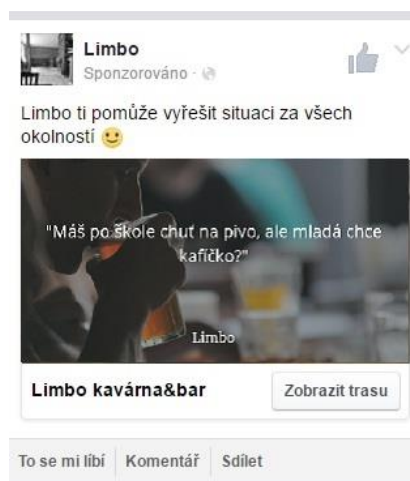 Limbo
Sponzorováno ·
Limbo ti pomůže vyřešit situaci za všech
okolností
"Máš po škole chuť na pivo, ale mladá chce
kafíčko?"
Limbo
Limbo kavárna&bar
Zobrazit trasu
To se mi líbí Komentář Sdílet